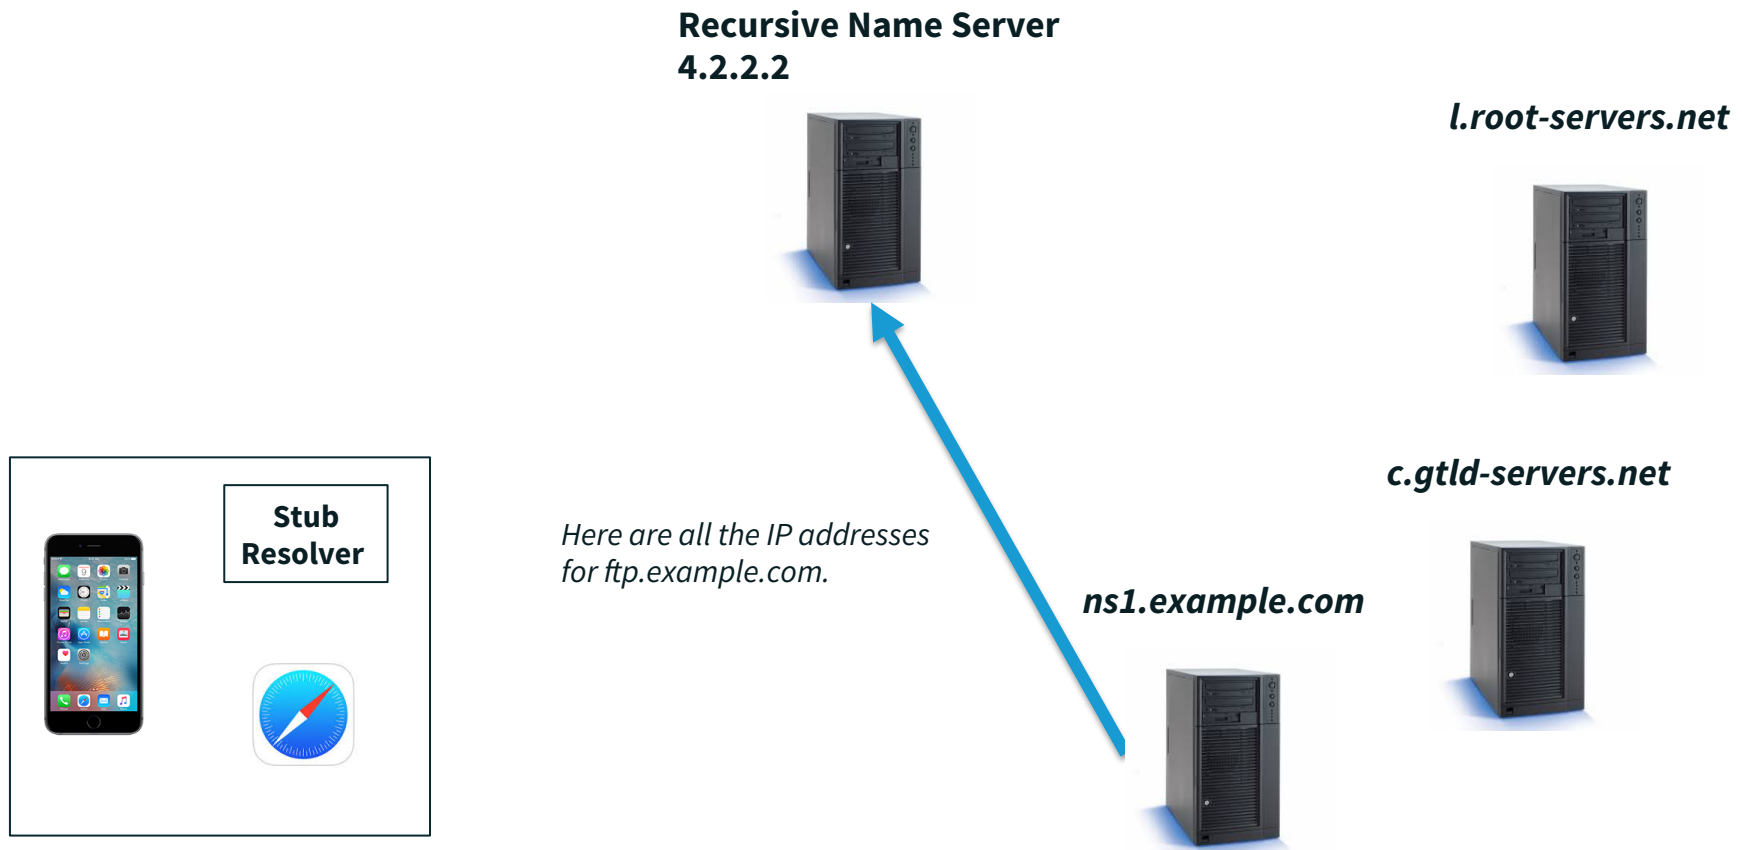 Recursive Name Server
4.2.2.2
l.root-servers.net
c.gtld-servers.net
Stub
Resolver
Here are all the IP addresses
for ftp.example.com.
ns1.example.com